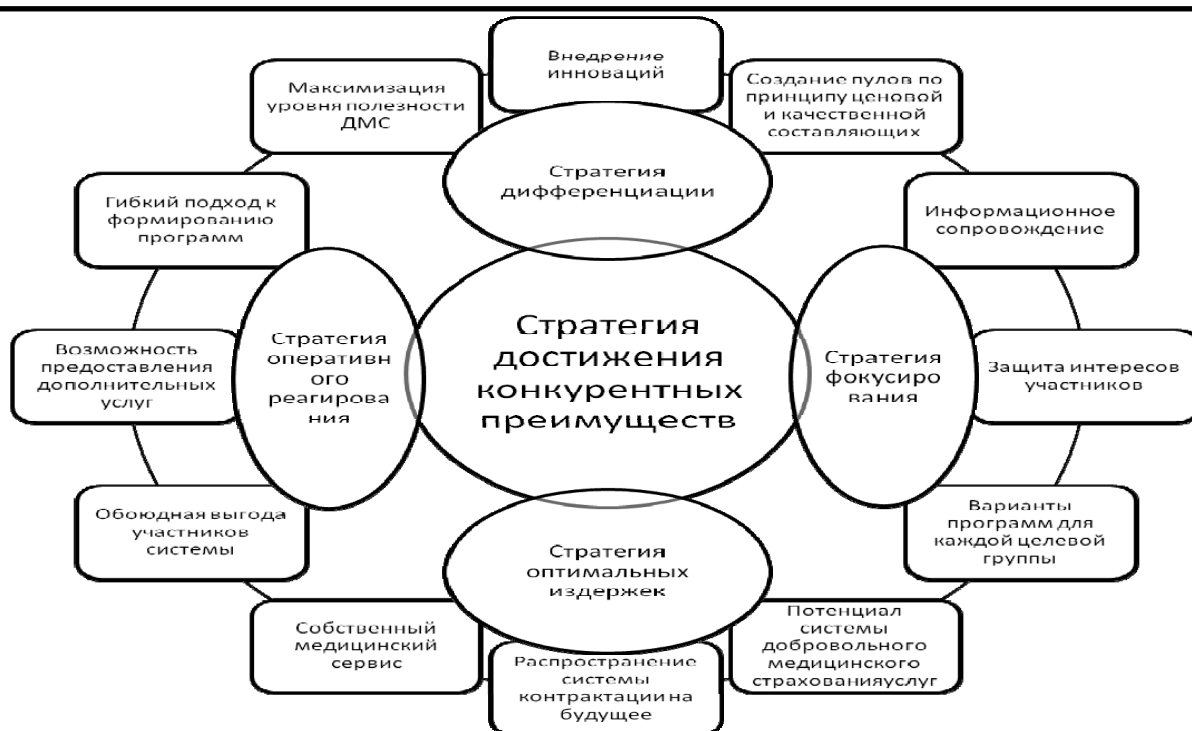 Внедрение
инноваций
Максимизация
уровня полезности
ДМС
Создание пулов по
принципу ценовой
и качественной
составляющих
Стратегия
дифференциации
Гибкий подход к
формированию
программ
Информационное
сопровождение
Стратегия
достижения
конкурентных
преимуществ
Возможность
предоставления
дополнительных
услуг
Стратегия
оперативн
ого
реагирова
ния
Стратегия
фокусиро
вания
Защита интересов
участников
Обоюдная выгода
участников
системы
Варианты
программ для
каждой целевой
группы
Стратегия
оптимальных
издержек
Собственный
медицинский
сервис
Распространение
системы
контрактации на
будущее
Потенциал
системы
добровольного
медицинского
страхованияуслуг